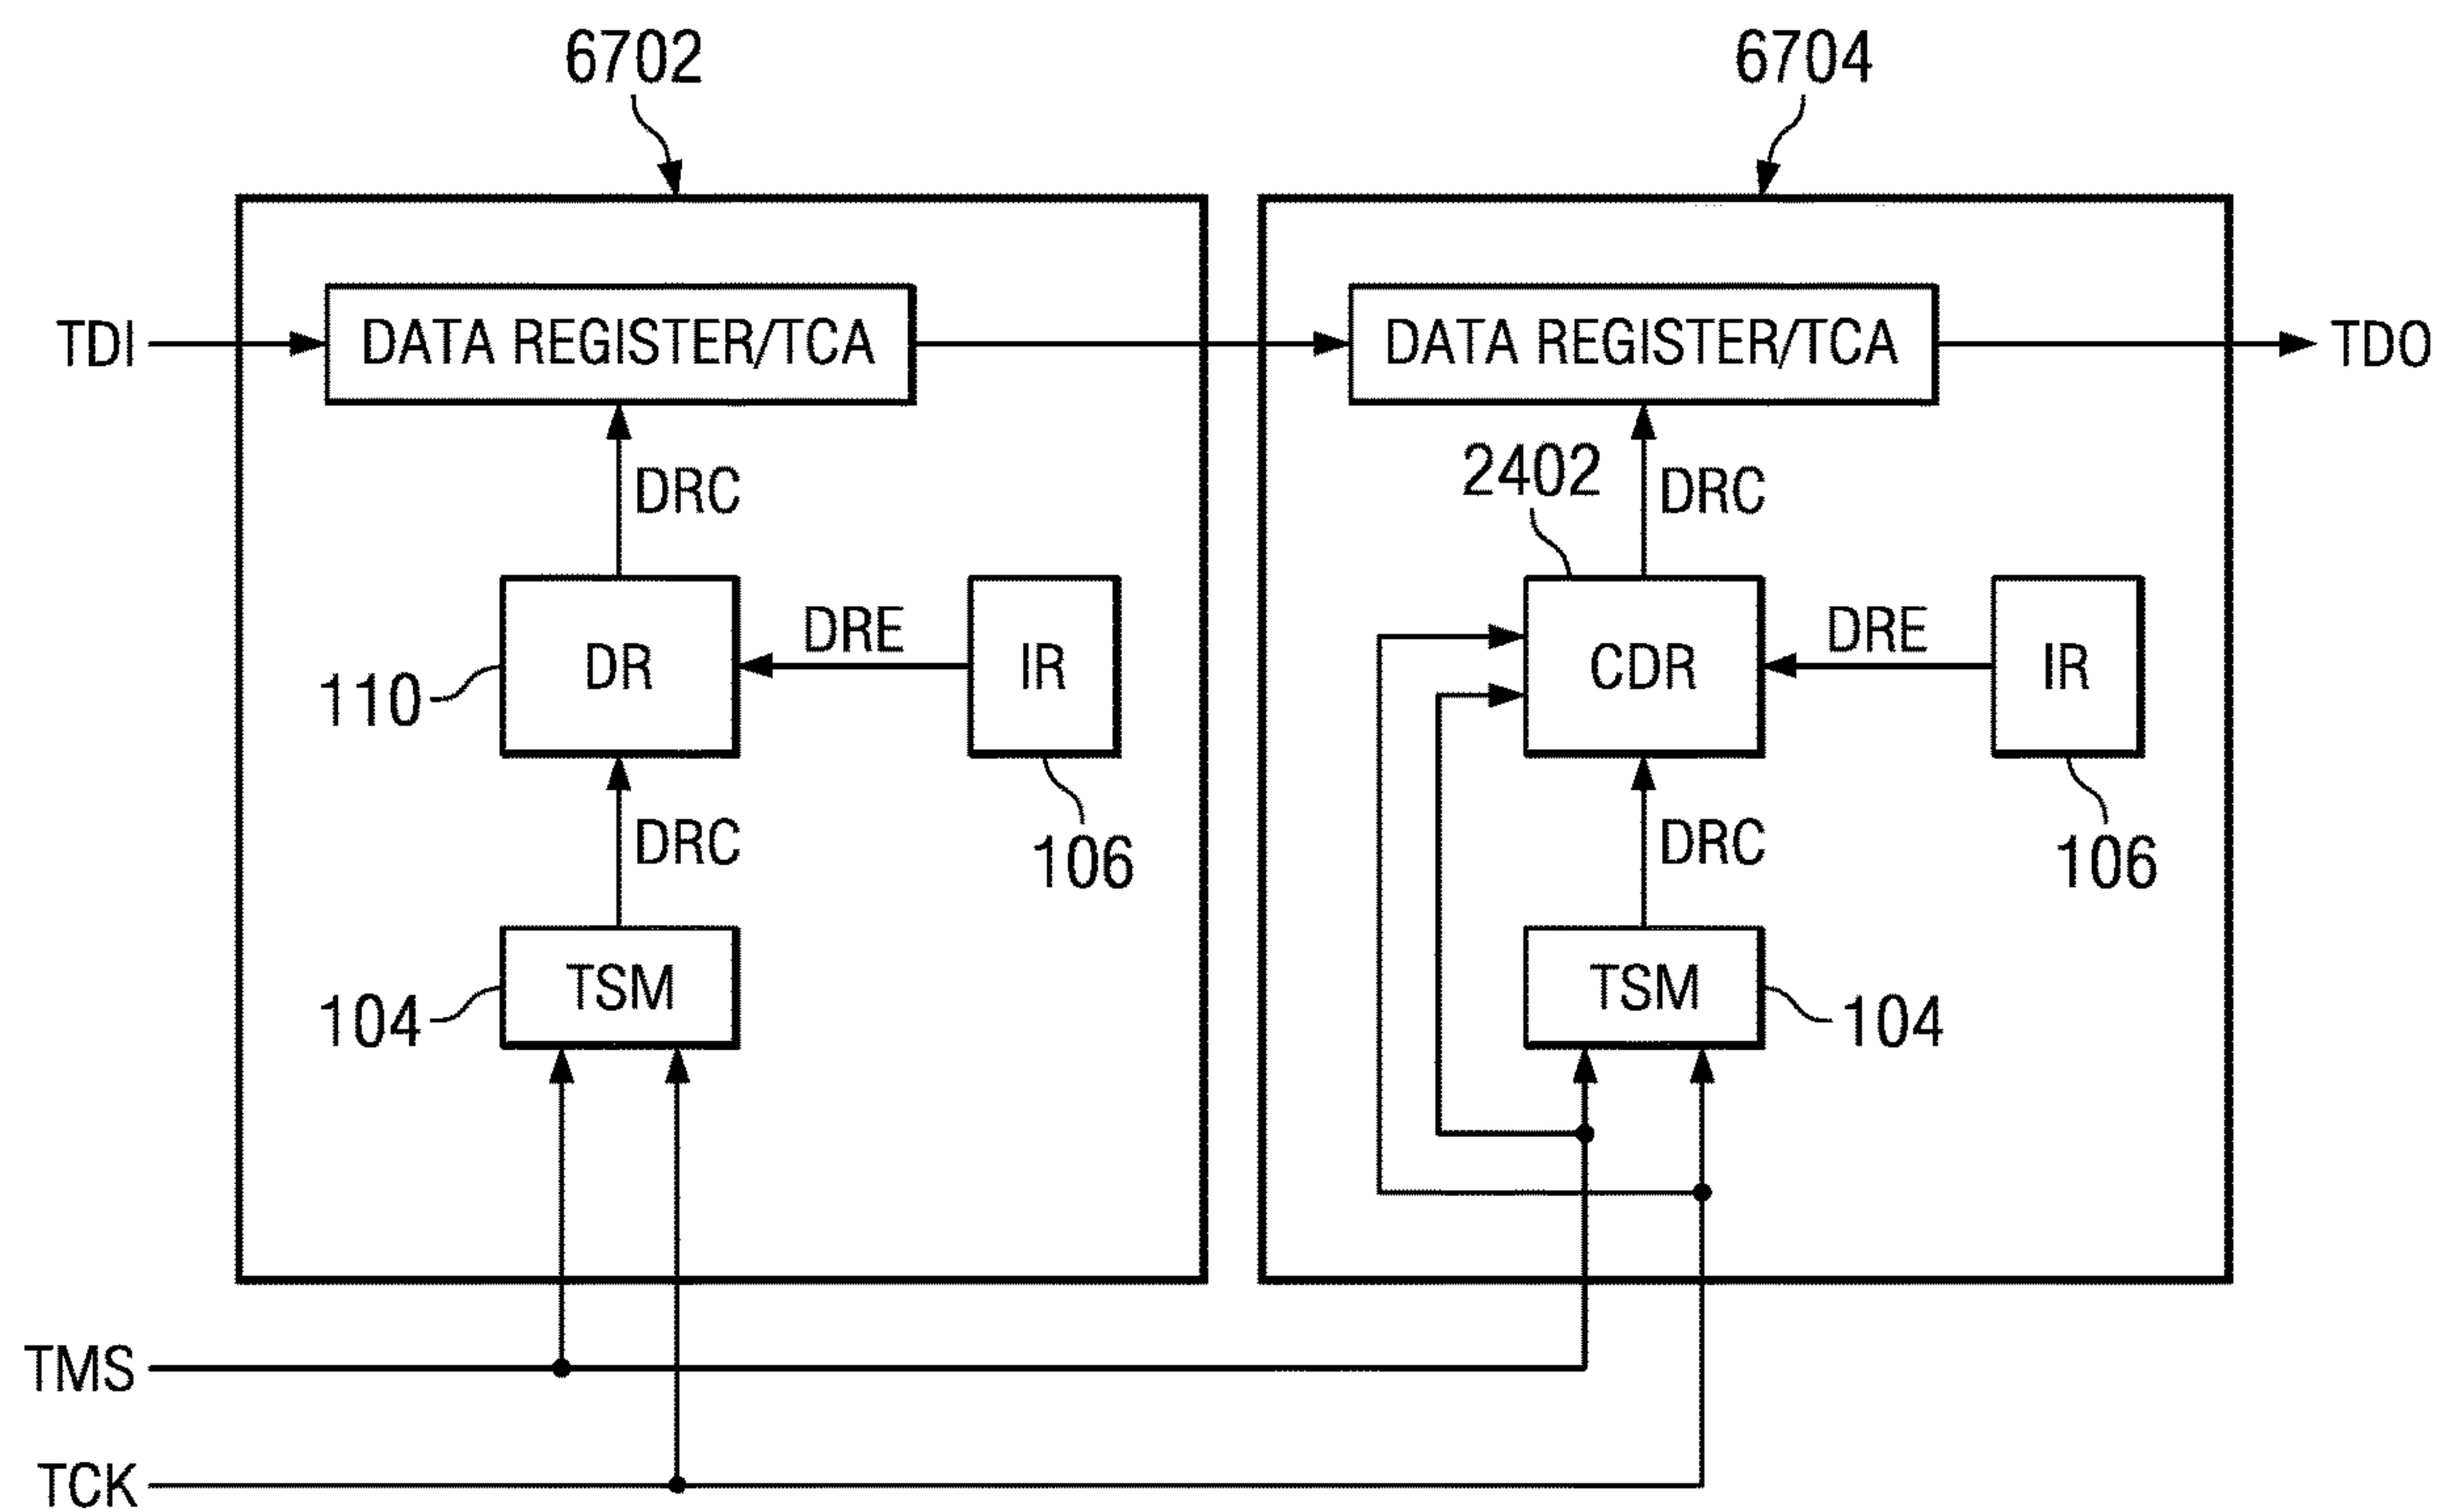 6702
6704
TDI
DATA REGISTER/TCA
DATA REGISTER/TCA
TDO
DRC
2402
DRC
DRE
DRE
110
DR
IR
CDR
IR
DRC
106
DRC
106
104
TSM
TSM
104
TMS
TCK